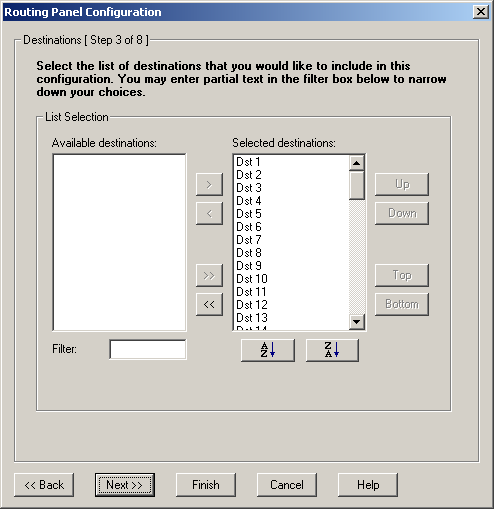 Routing Panel Configuration
Destinations [ Step 3 of 8 ]
Select the list of destinations that you would like to include in this
configuration. You may enter partial text in the filter box below to narrow
down your choices.
List Selection
Available destinations:
Selected destinations:
>
<
>>
<<
Dst 1
Dst 2
Dst 3
Dst 4
Dst 5
Dst 6
Dst 7
Dst 8
Dst 9
Dst 10
Dst 11
Dst 12
Dst 13
Dst 14
Up
Down
Top
Bottom
Filter:
A
Z
Z
A
<< Back
Next >>
Finish
Cancel
Help